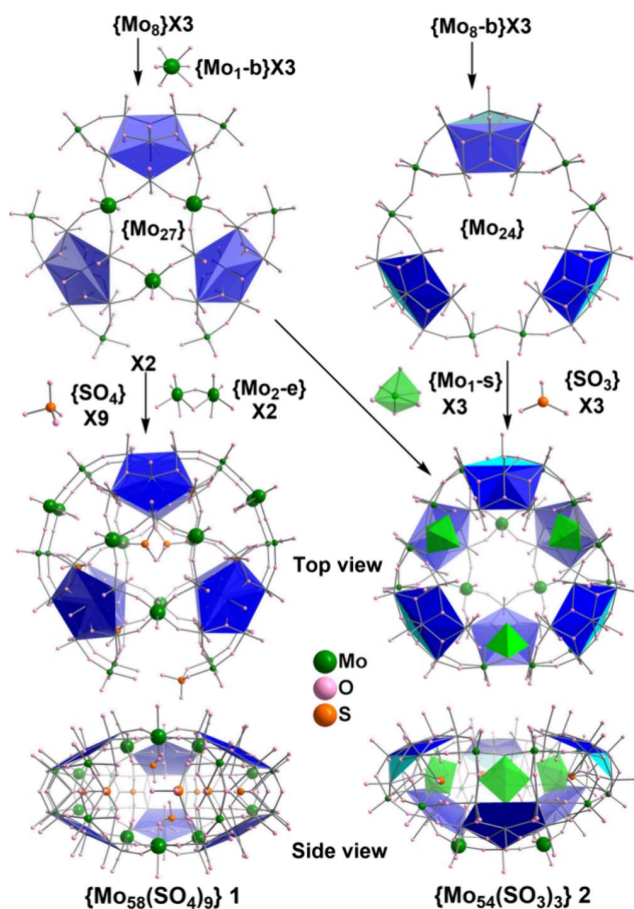 {Mo₈}X3
{Mo₁-b}X3
{Mo₂₇}
{Mo₈-b}X3
{Mo₂₄}
X2
{SO₄}
X9
{Mo₂-e}
X2
{Mo₁-s}
X3
{SO₃}
X3
Top view
Mo
O
S
Side view
{Mo₅₈(SO₄)₉} 1
{Mo₅₄(SO₃)₃} 2